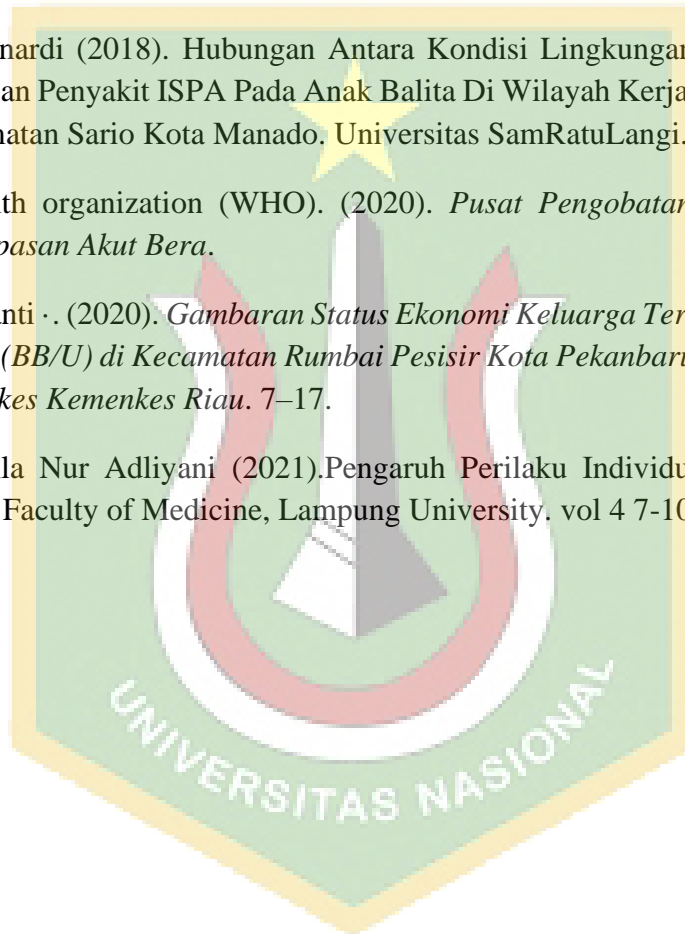 nardi (2018). Hubungan Antara Kondisi Lingkungan
an Penyakit ISPA Pada Anak Balita Di Wilayah Kerja
natan Sario Kota Manado. Universitas SamRatuLangi.
lth organization (WHO). (2020). Pusat Pengobatan
pasan Akut Bera.
anti ·. (2020). Gambaran Status Ekonomi Keluarga Ter
(BB/U) di Kecamatan Rumbai Pesisir Kota Pekanbaru
kes Kemenkes Riau. 7–17.
la Nur Adliyani (2021).Pengaruh Perilaku Individu
Faculty of Medicine, Lampung University. vol 4 7-10
UNIVERSITAS NASIONAL